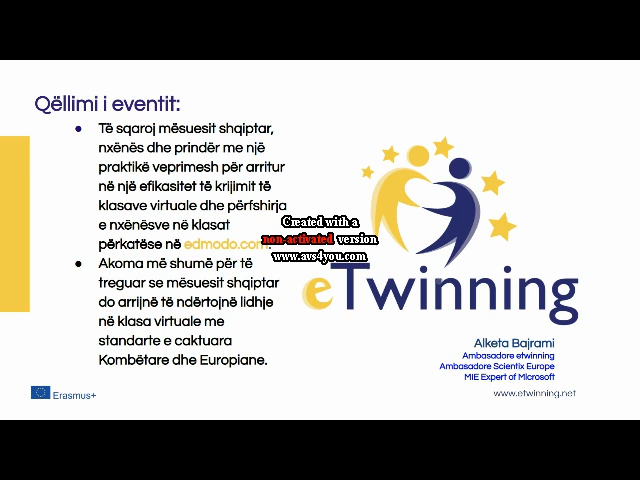 Qëllimi i eventit:
● Të sqaroj mësuesit shqiptar,
nxënës dhe prindër me një
praktikë veprimesh për arritur
në një efikasitet të krijimit të
klasave virtuale dhe përfshirja
e nxënësve në klasat
përkatëse në edmodo.com.
● Akoma më shumë për të
treguar se mësuesit shqiptar
do arrijnë të ndërtojnë lidhje
në klasa virtuale me
standarte e caktuara
Kombëtare dhe Europiane.
Created with a
non-activated version
www.avs4you.com
eTwinning
Alketa Bajrami
Ambasadore etwinning
Ambasadore Scientix Europe
MIE Expert of Microsoft
Erasmus+
www.etwinning.net